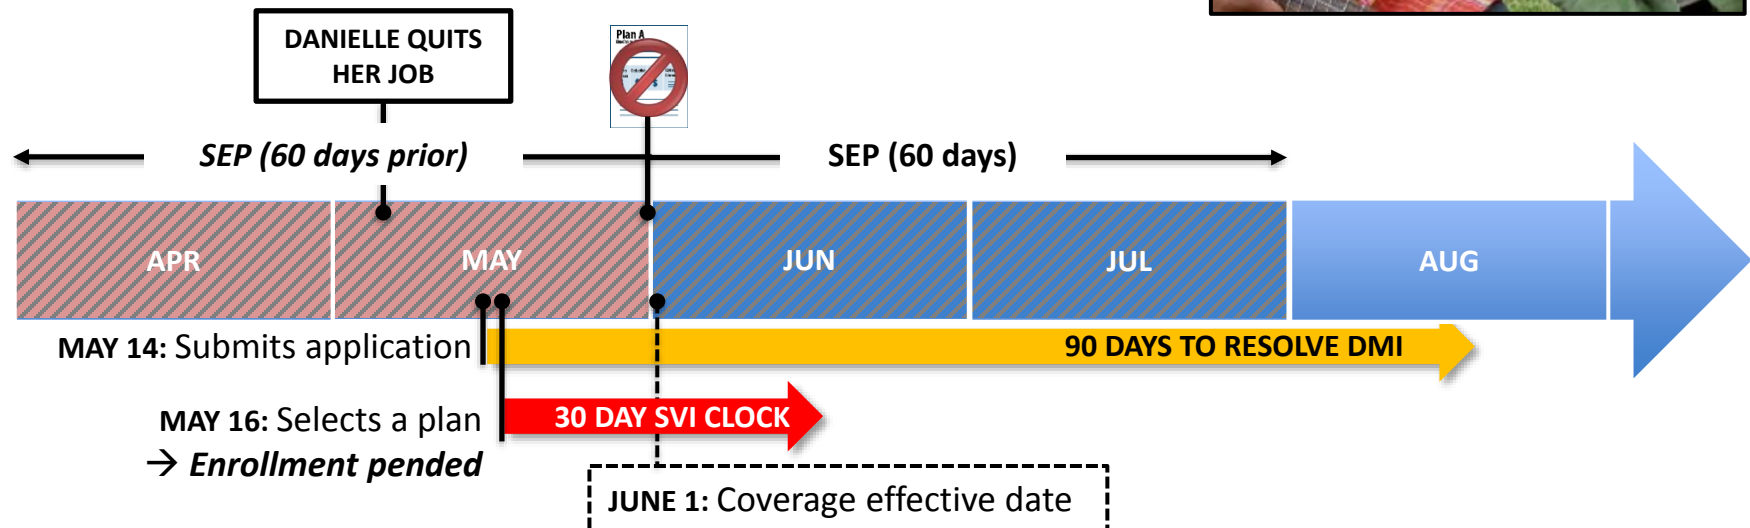 DANIELLE QUITS
HER JOB
Plan A
SEP (60 days prior)
SEP (60 days)
APR
MAY
JUN
JUL
AUG
MAY 14: Submits application
90 DAYS TO RESOLVE DMI
MAY 16: Selects a plan
30 DAY SVI CLOCK
→ Enrollment pended
JUNE 1: Coverage effective date